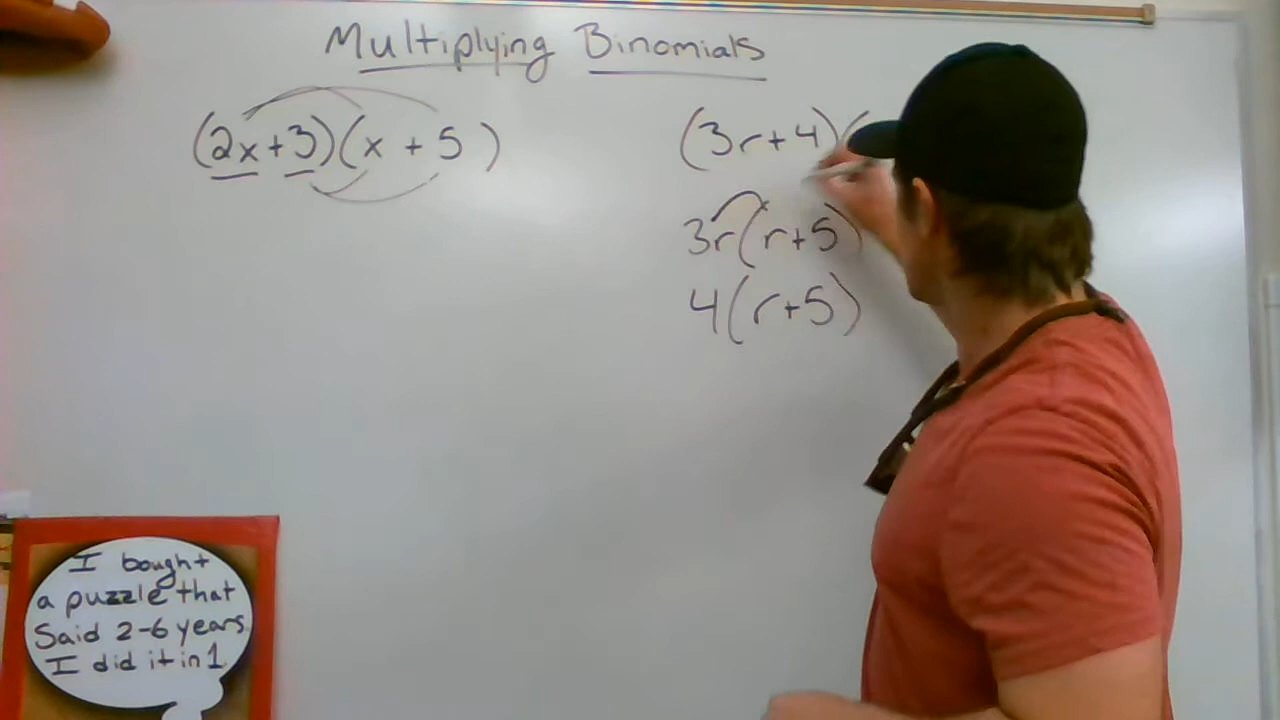 Multiplying Binomials
(2x+3)(x + 5)
(3r+4)(
3r(r+5)
4(r+5)
I bought
a puzzle that
Said 2-6 years
I did it in 1